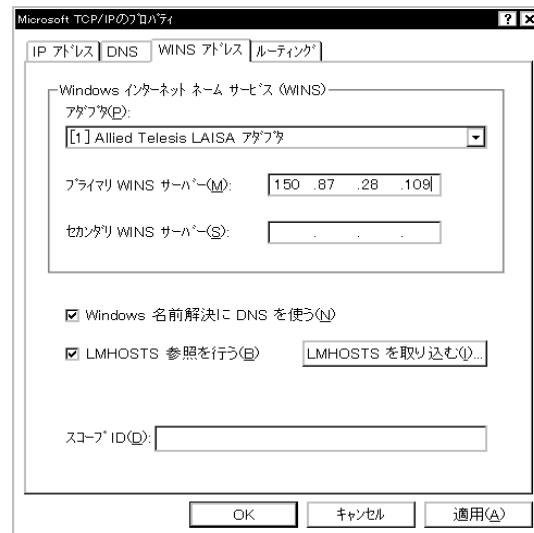 Microsoft TCP/IPのプロパティ
IP アドレス DNS WINS アドレス ルーティング
Windows インターネット ネーム サービス (WINS)
アダプタ(P):
[1] Allied Telesis LAISA アダプタ
プライマリ WINS サーバー(M): 150 .87 .28 .109
セカンダリ WINS サーバー(S): . . .
Windows 名前解決に DNS を使う(N)
LMHOSTS 参照を行う(B) LMHOSTS を取り込む(I)...
スコープ ID(D):
OK キャンセル 適用(A)